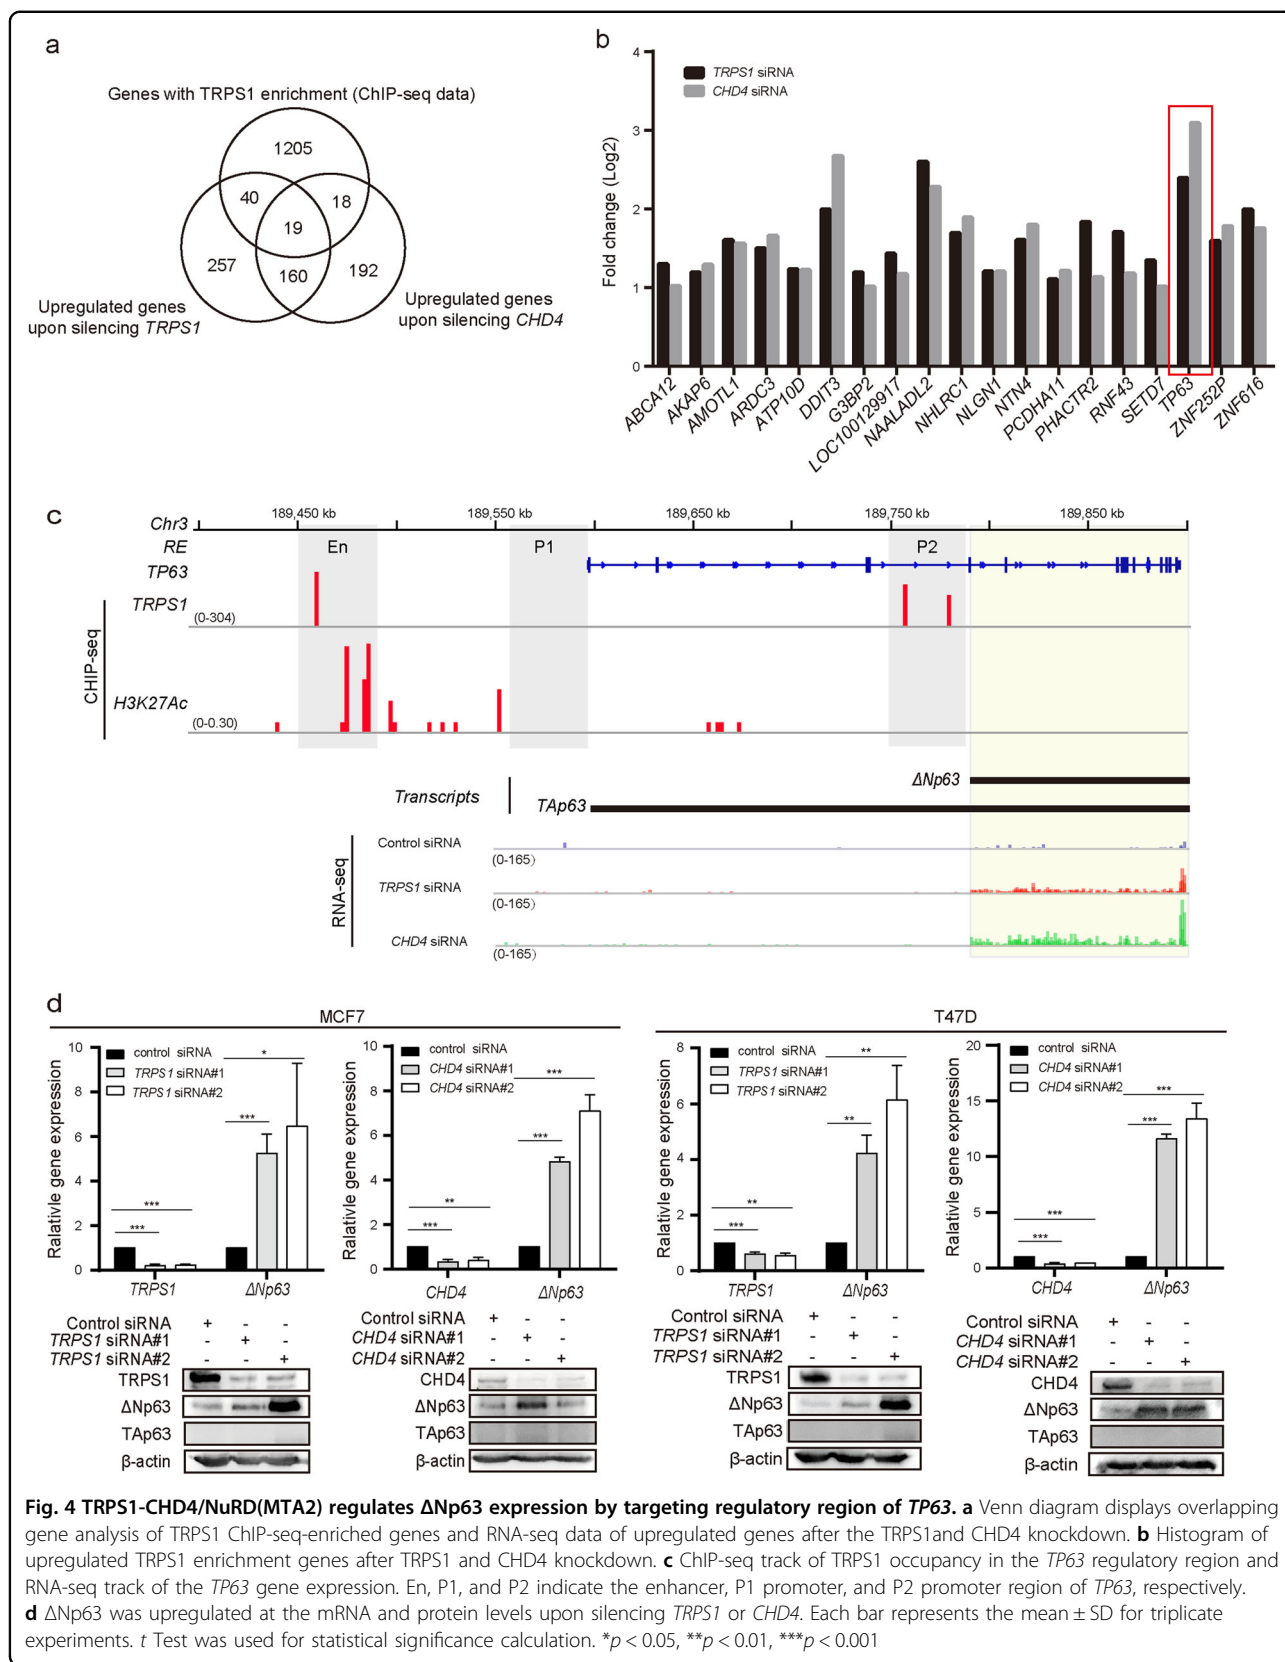 a
Genes with TRPS1 enrichment (ChIP-seq data)
1205
40
18
19
257
160
192
Upregulated genes
upon silencing TRPS1
Upregulated genes
upon silencing CHD4
b
TRPS1 siRNA
CHD4 siRNA
Fold change (Log2)
4
3
2
1
0
ABCA12
AKAP6
AMOTL1
ARDC3
ATP10D
DDIT3
G3BP2
LOC100129917
NAALADL2
NHLRC1
NLGN1
NTN4
PCDHA11
PHACTR2
RNF43
SETD7
TP63
ZNF252P
ZNF616
c
189,450 kb
189,550 kb
189,650 kb
189,750 kb
189,850 kb
Chr3
RE
En
P1
P2
TP63
CHIP-seq
TRPS1
(0-304)
H3K27Ac
(0-0.30)
Transcripts
ΔNp63
TAp63
RNA-seq
Control siRNA
(0-165)
TRPS1 siRNA
(0-165)
CHD4 siRNA
(0-165)
d
MCF7
T47D
Ralativle gene expression
10
8
6
4
2
0
control siRNA
TRPS1 siRNA#1
TRPS1 siRNA#2
***
***
***
*
TRPS1
ΔNp63
Ralativle gene expression
10
8
6
4
2
0
control siRNA
CHD4 siRNA#1
CHD4 siRNA#2
***
**
***
***
CHD4
ΔNp63
Ralativle gene expression
8
6
4
2
0
control siRNA
TRPS1 siRNA#1
TRPS1 siRNA#2
***
**
**
**
TRPS1
ΔNp63
Ralativle gene expression
20
15
10
5
0
control siRNA
CHD4 siRNA#1
CHD4 siRNA#2
***
***
***
***
CHD4
ΔNp63
Control siRNA + - -
TRPS1 siRNA#1 - + -
TRPS1 siRNA#2 - - +
TRPS1
ΔNp63
TAp63
β-actin
Control siRNA + - -
CHD4 siRNA#1 - + -
CHD4 siRNA#2 - - +
CHD4
ΔNp63
TAp63
β-actin
Control siRNA + - -
TRPS1 siRNA#1 - + -
TRPS1 siRNA#2 - - +
TRPS1
ΔNp63
TAp63
β-actin
Control siRNA + - -
CHD4 siRNA#1 - + -
CHD4 siRNA#2 - - +
CHD4
ΔNp63
TAp63
β-actin
Fig. 4 TRPS1-CHD4/NuRD(MTA2) regulates ΔNp63 expression by targeting regulatory region of TP63. a Venn diagram displays overlapping
gene analysis of TRPS1 ChIP-seq-enriched genes and RNA-seq data of upregulated genes after the TRPS1and CHD4 knockdown. b Histogram of
upregulated TRPS1 enrichment genes after TRPS1 and CHD4 knockdown. c ChIP-seq track of TRPS1 occupancy in the TP63 regulatory region and
RNA-seq track of the TP63 gene expression. En, P1, and P2 indicate the enhancer, P1 promoter, and P2 promoter region of TP63, respectively.
d ΔNp63 was upregulated at the mRNA and protein levels upon silencing TRPS1 or CHD4. Each bar represents the mean ± SD for triplicate
experiments. t Test was used for statistical significance calculation. *p < 0.05, **p < 0.01, ***p < 0.001